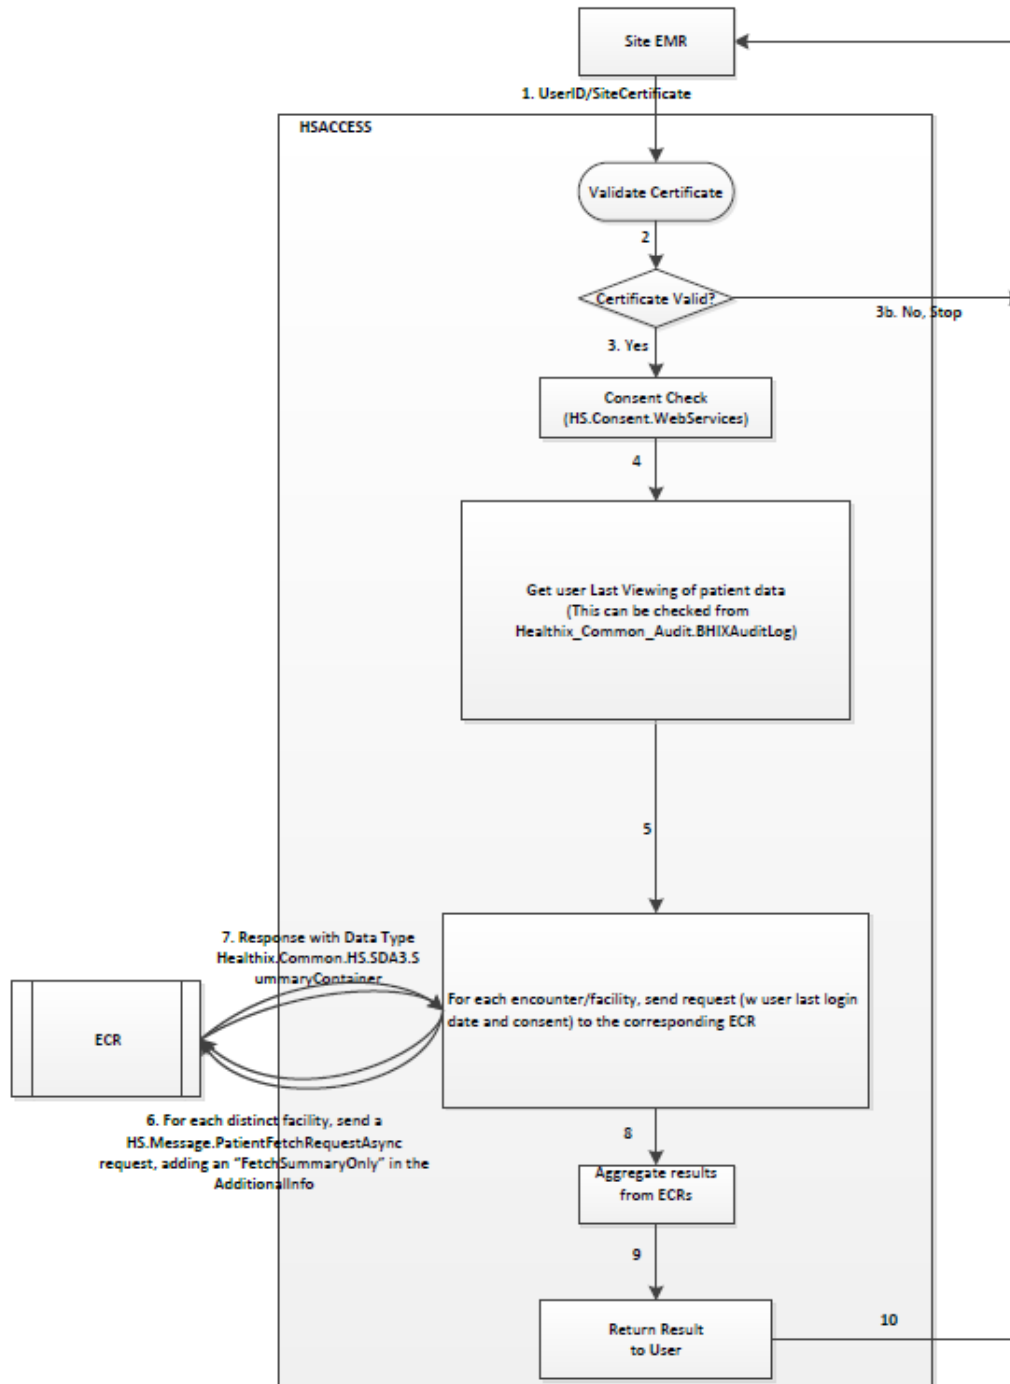 Site EMR
1. UserID/SiteCertificate
HSACCESS
Validate Certificate
2
Certificate Valid?
3b. No, Stop
3. Yes
Consent Check
(HS.Consent.WebServices)
4
Get user Last Viewing of patient data
(This can be checked from
Healthix_Common_Audit.BHIXAuditLog)
5
7. Response with Data Type
Healthix.Common.HS.SDA3.S
ummaryContainer
For each encounter/facility, send request (w user last login
date and consent) to the corresponding ECR
ECR
6. For each distinct facility, send a
HS.Message.PatientFetchRequestAsync
request, adding an “FetchSummaryOnly” in the
AdditionalInfo
8
Aggregate results
from ECRs
9
Return Result
to User
10